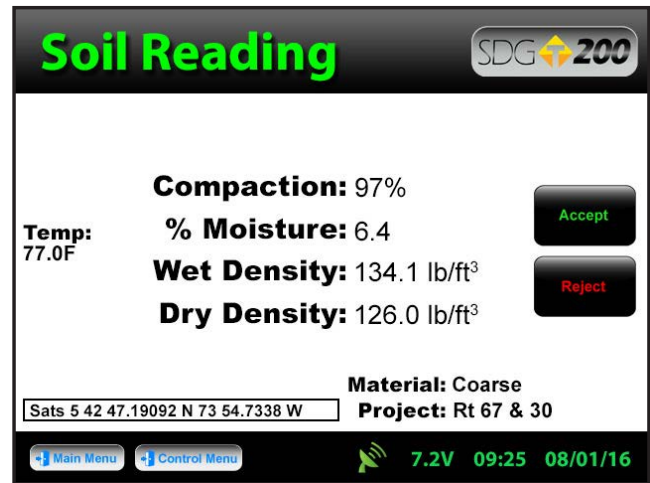 Soil Reading
SDG 200
Compaction: 97%
% Moisture: 6.4
Wet Density: 134.1 lb/ft³
Dry Density: 126.0 lb/ft³
Temp:
77.0F
Accept
Reject
Material: Coarse
Project: Rt 67 & 30
Sats 5 42 47.19092 N 73 54.7338 W
Main Menu
Control Menu
7.2V 09:25 08/01/16